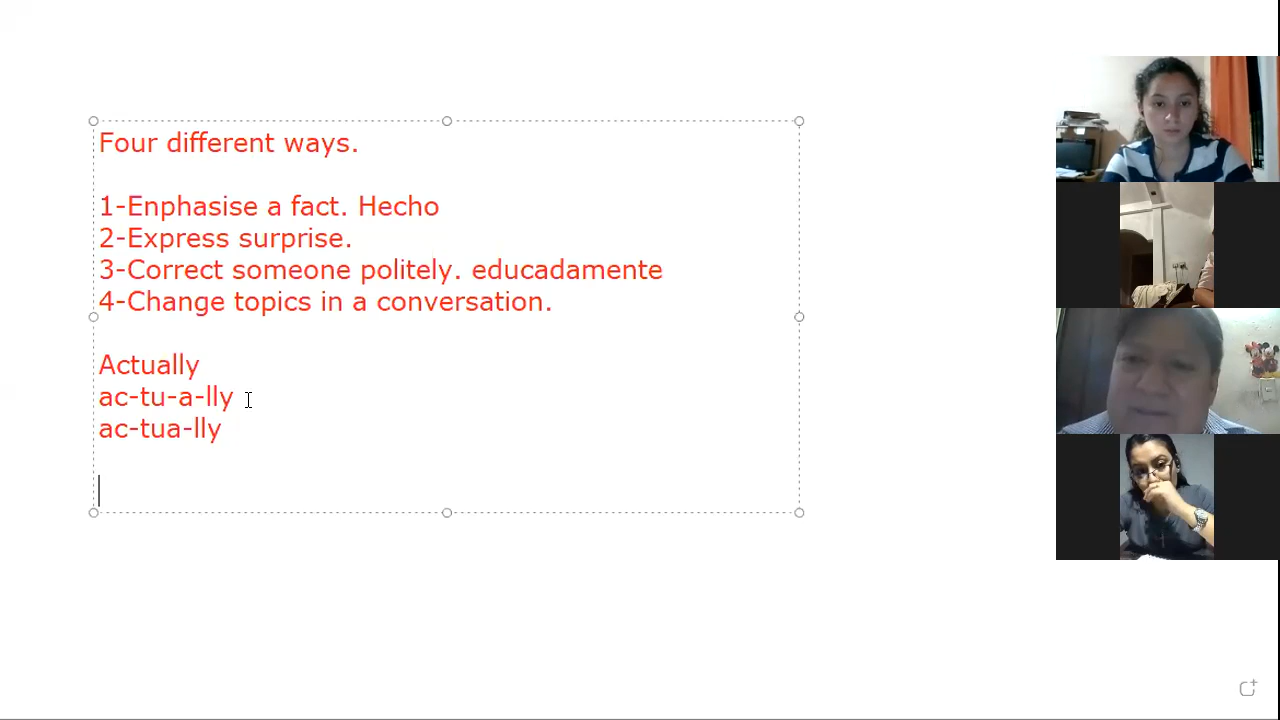 Four different ways.
1-Enphasise a fact. Hecho
2-Express surprise.
3-Correct someone politely. educadamente
4-Change topics in a conversation.
Actually
ac-tu-a-lly
ac-tua-lly